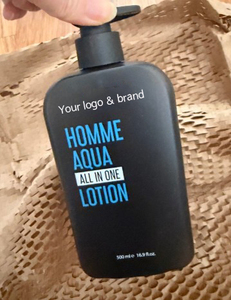 Your logo & brand
HOMME
AQUA
ALL IN ONE
LOTION
500 ml ℮ 16.9 fl.oz.